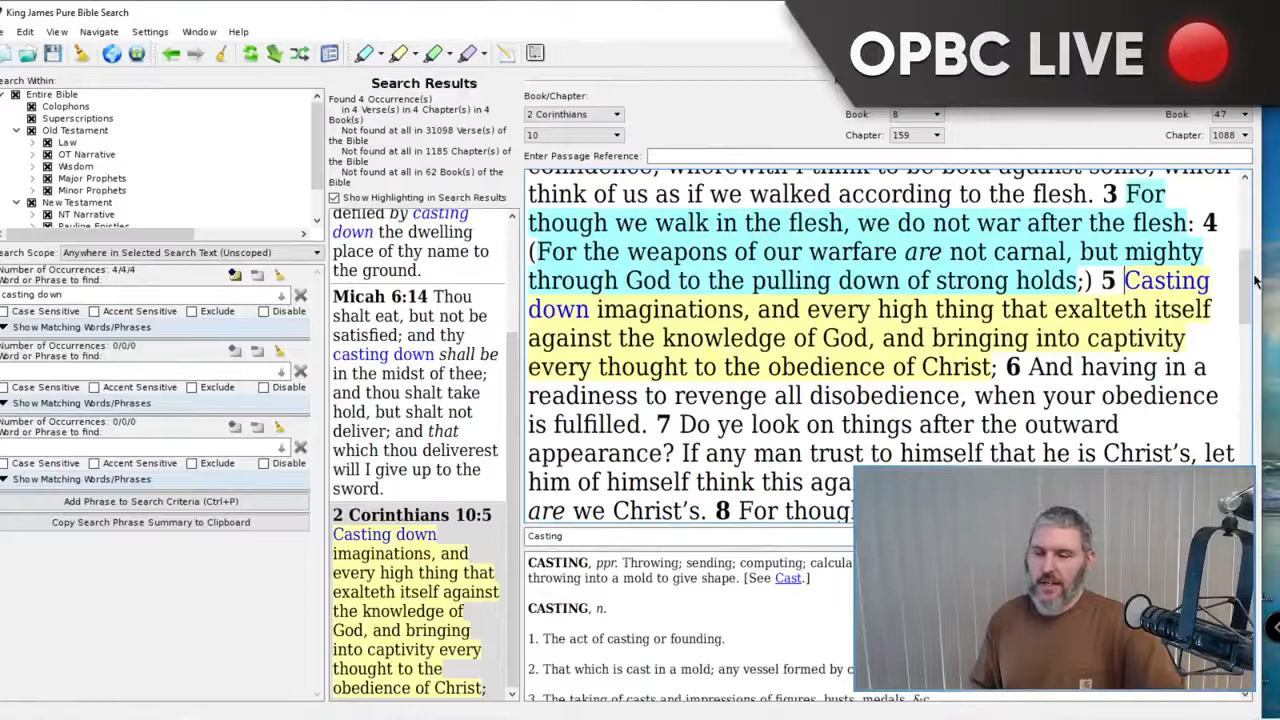 King James Pure Bible Search
Edit View Navigate Settings Window Help
OPBC LIVE
Search Within:
Entire Bible
Colophons
Superscriptions
Old Testament
Law
OT Narrative
Wisdom
Major Prophets
Minor Prophets
New Testament
NT Narrative
Pauline Epistles
Search Scope: Anywhere in Selected Search Text (Unscoped)
Number of Occurrences: 4/4/4
Word or Phrase to find:
casting down
Case Sensitive Accent Sensitive Exclude Disable
Show Matching Words/Phrases
Number of Occurrences: 0/0/0
Word or Phrase to find:
Case Sensitive Accent Sensitive Exclude Disable
Show Matching Words/Phrases
Number of Occurrences: 0/0/0
Word or Phrase to find:
Case Sensitive Accent Sensitive Exclude Disable
Show Matching Words/Phrases
Add Phrase to Search Criteria (Ctrl+P)
Copy Search Phrase Summary to Clipboard
Search Results
Found 4 Occurrence(s)
in 4 Verse(s) in 4 Chapter(s) in 4
Book(s)
Not found at all in 31098 Verse(s) of
the Bible
Not found at all in 1185 Chapter(s) of
the Bible
Not found at all in 62 Book(s) of the
Bible
Show Highlighting in Search Results
defiled by casting
down the dwelling
place of thy name to
the ground.
Micah 6:14 Thou
shalt eat, but not be
satisfied; and thy
casting down shall be
in the midst of thee;
and thou shalt take
hold, but shalt not
deliver; and that
which thou deliverest
will I give up to the
sword.
2 Corinthians 10:5
Casting down
imaginations, and
every high thing that
exalteth itself against
the knowledge of
God, and bringing
into captivity every
thought to the
obedience of Christ;
Book/Chapter:
2 Corinthians
10
Book: 8
Chapter: 159
Book: 47
Chapter: 1088
Enter Passage Reference:
confidence, wherewith I think to be bold against some, which
think of us as if we walked according to the flesh. 3 For
though we walk in the flesh, we do not war after the flesh: 4
(For the weapons of our warfare are not carnal, but mighty
through God to the pulling down of strong holds;) 5 Casting
down imaginations, and every high thing that exalteth itself
against the knowledge of God, and bringing into captivity
every thought to the obedience of Christ; 6 And having in a
readiness to revenge all disobedience, when your obedience
is fulfilled. 7 Do ye look on things after the outward
appearance? If any man trust to himself that he is Christ's, let
him of himself think this aga
are we Christ's. 8 For thoug
Casting
CASTING, ppr. Throwing; sending; computing; calcula
throwing into a mold to give shape. [See Cast.]
CASTING, n.
1. The act of casting or founding.
2. That which is cast in a mold; any vessel formed by c
3. The taking of casts and impressions of figures, busts, medals, &c.